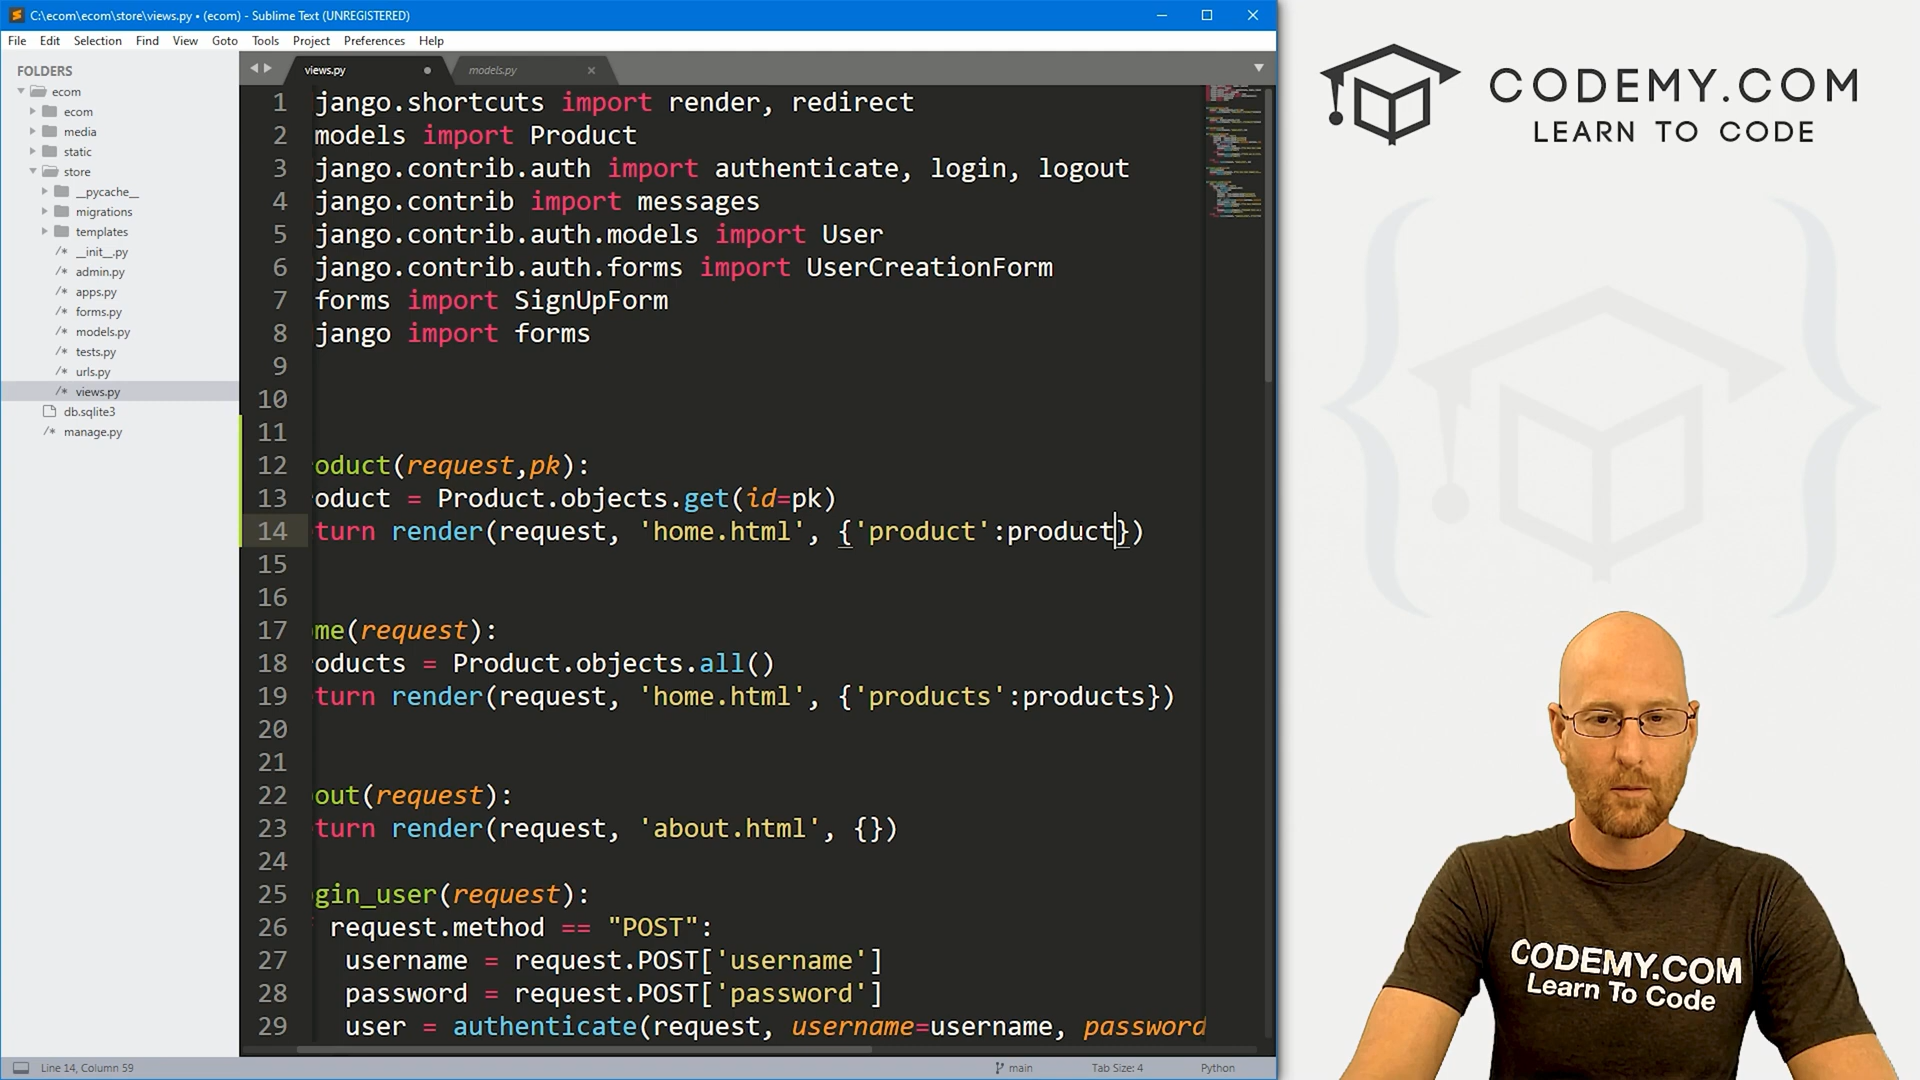 C:\ecom\ecom\store\views.py • (ecom) - Sublime Text (UNREGISTERED)
File Edit Selection Find View Goto Tools Project Preferences Help
FOLDERS
ecom
ecom
media
static
store
__pycache__
migrations
templates
/* __init__.py
/* admin.py
/* apps.py
/* forms.py
/* models.py
/* tests.py
/* urls.py
/* views.py
db.sqlite3
/* manage.py
views.py models.py
1 jango.shortcuts import render, redirect
2 models import Product
3 jango.contrib.auth import authenticate, login, logout
4 jango.contrib import messages
5 jango.contrib.auth.models import User
6 jango.contrib.auth.forms import UserCreationForm
7 forms import SignUpForm
8 jango import forms
9
10
11
12 oduct(request,pk):
13 oduct = Product.objects.get(id=pk)
14 turn render(request, 'home.html', {'product':product})
15
16
17 me(request):
18 oducts = Product.objects.all()
19 turn render(request, 'home.html', {'products':products})
20
21
22 out(request):
23 turn render(request, 'about.html', {})
24
25 gin_user(request):
26 request.method == "POST":
27 username = request.POST['username']
28 password = request.POST['password']
29 user = authenticate(request, username=username, password
Line 14, Column 59
main
Tab Size: 4
Python
CODEMY.COM
LEARN TO CODE
CODEMY.COM
Learn To Code